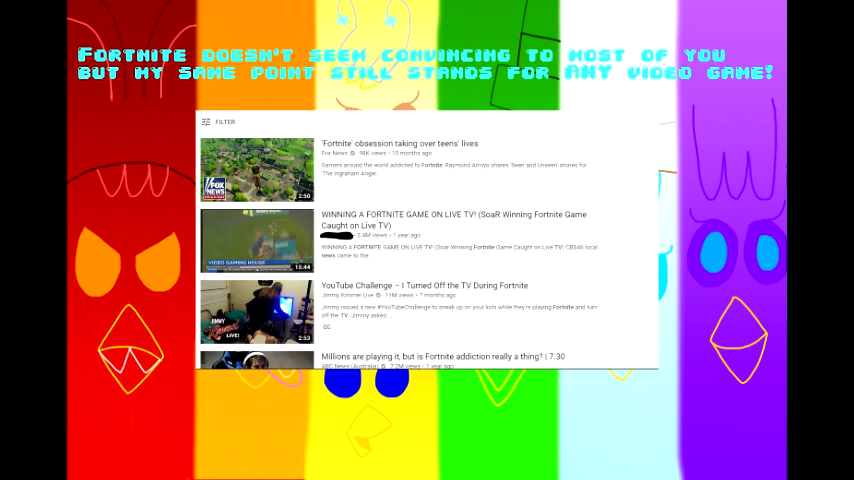 Fortnite doesn't seem convincing to most of you
but my same point still stands for ANY video game!
FILTER
'Fortnite' obsession taking over teens' lives
Fox News 98K views • 10 months ago
Gamers around the world addicted to Fortnite; Raymond Arroyo shares 'Seen and Unseen' stories for
'The Ingraham Angle.
FOX
NEWS
2:50
WINNING A FORTNITE GAME ON LIVE TV! (SoaR Winning Fortnite Game
Caught on Live TV)
• 3.4M views • 1 year ago
WINNING A FORTNITE GAME ON LIVE TV! (Soar Winning Fortnite Game Caught on Live TV) CBS46 local
news came to the ...
VIDEO GAMING HOUSE
15:44
YouTube Challenge – I Turned Off the TV During Fortnite
Jimmy Kimmel Live 11M views • 7 months ago
Jimmy issued a new #YouTubeChallenge to sneak up on your kids while they're playing Fortnite and turn
off the TV. Jimmy asked ...
CC
JIMMY
KIMMEL
LIVE!
2:53
Millions are playing it, but is Fortnite addiction really a thing? | 7.30
ABC News (Australia) 7.2M views • 1 year ago